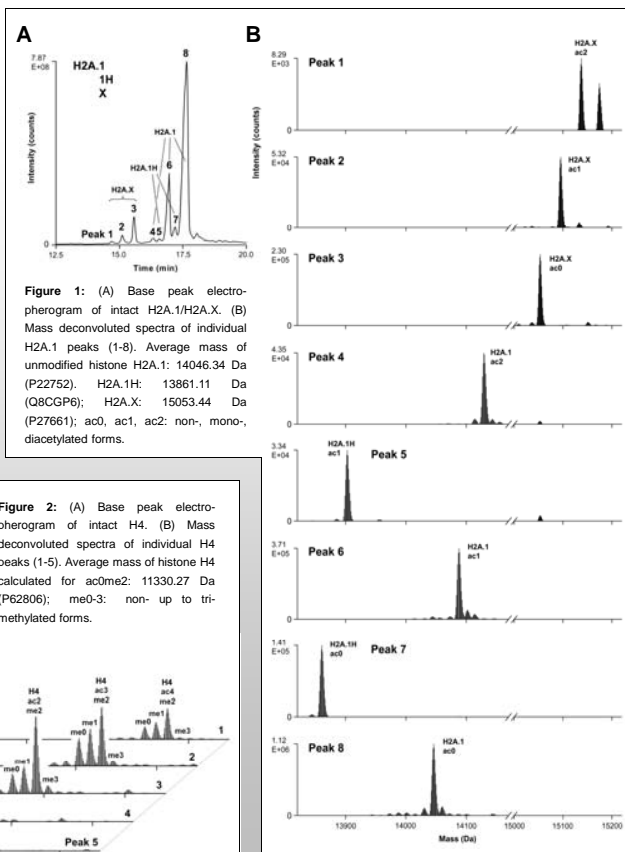 A
7.87
E+08
H2A.1
1H
X
8
H2A.1
H2A.1H
6
H2A.X
3
2
7
4 5
Peak 1
0
Intensity (counts)
12.5 15.0 17.5 20.0
Time (min)
Figure 1: (A) Base peak electro-
pherogram of intact H2A.1/H2A.X. (B)
Mass deconvoluted spectra of individual
H2A.1 peaks (1-8). Average mass of
unmodified histone H2A.1: 14046.34 Da
(P22752). H2A.1H: 13861.11 Da
(Q8CGP6); H2A.X: 15053.44 Da
(P27661); ac0, ac1, ac2: non-, mono-,
diacetylated forms.
Figure 2: (A) Base peak electro-
pherogram of intact H4. (B) Mass
deconvoluted spectra of individual H4
peaks (1-5). Average mass of histone H4
calculated for ac0me2: 11330.27 Da
(P62806); me0-3: non- up to tri-
methylated forms.
H4
ac2
me2
H4
ac3
me2
H4
ac4
me2
me0
me1
me3
1
me0
me1
me3
2
me0
me1
me3
3
4
Peak 5
B
Intensity (counts)
8.29
E+03
Peak 1
H2A.X
ac2
0
5.32
E+04
Peak 2
H2A.X
ac1
0
2.30
E+05
Peak 3
H2A.X
ac0
0
4.35
E+04
Peak 4
H2A.1
ac2
0
3.34
E+04
H2A.1H
ac1
Peak 5
0
3.71
E+05
Peak 6
H2A.1
ac1
0
1.41
E+05
H2A.1H
ac0
Peak 7
0
1.12
E+06
Peak 8
H2A.1
ac0
0
13900 14000 14100 15000 15100 15200
Mass (Da)